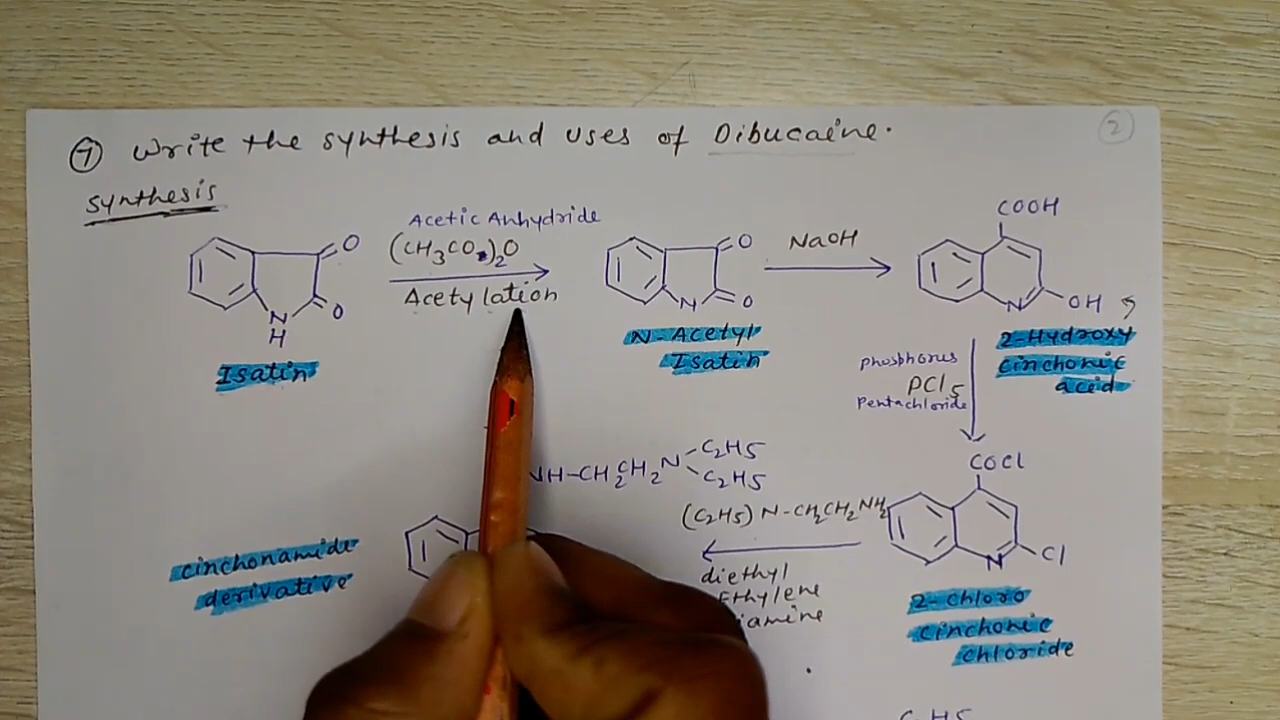 ② 
⑨ Write the synthesis and uses of Dibucaine.
synthesis
Acetic Anhydride
(CH3CO)2O
Acetylation
O
O
N
H
Isatin
O
N
O
N-Acetyl
Isatin
NaOH
COOH
N
OH
2-Hydroxy
cinchonic
acid
phosphorus
PCl5
Pentachloride
COCl
N
Cl
2-chloro
cinchonic
chloride
(C2H5) N-CH2CH2NH2
diethyl
Ethylene
NH-CH2CH2N
C2H5
C2H5
cinchonamide
derivative